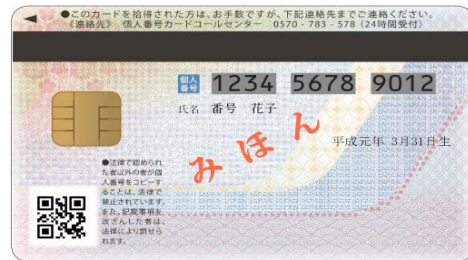 ●このカードを拾得された方は、お手数ですが、下記連絡先までご連絡ください。
《連絡先》 個人番号カードコールセンター 0570-783-578（24時間受付）
個人番号 1234 5678 9012
氏名 番号 花子
平成元年 3月31日生
みほん
●法律で認められ
た者以外の者が個
人番号をコピーす
ることは、法律で
禁止されています。
また、記載事項を
改ざんした者は、
法律により罰せら
れます。